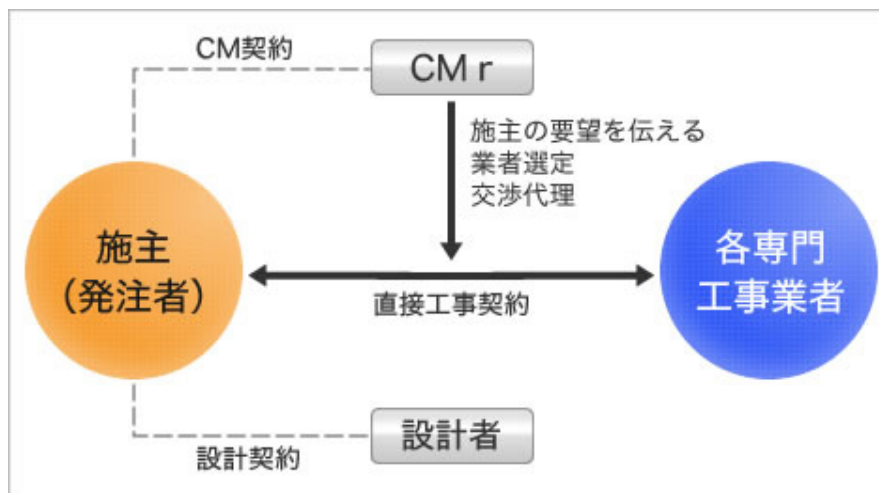 CM契約
CM r
施主の要望を伝える
業者選定
交渉代理
施主
（発注者）
各専門
工事業者
直接工事契約
設計者
設計契約